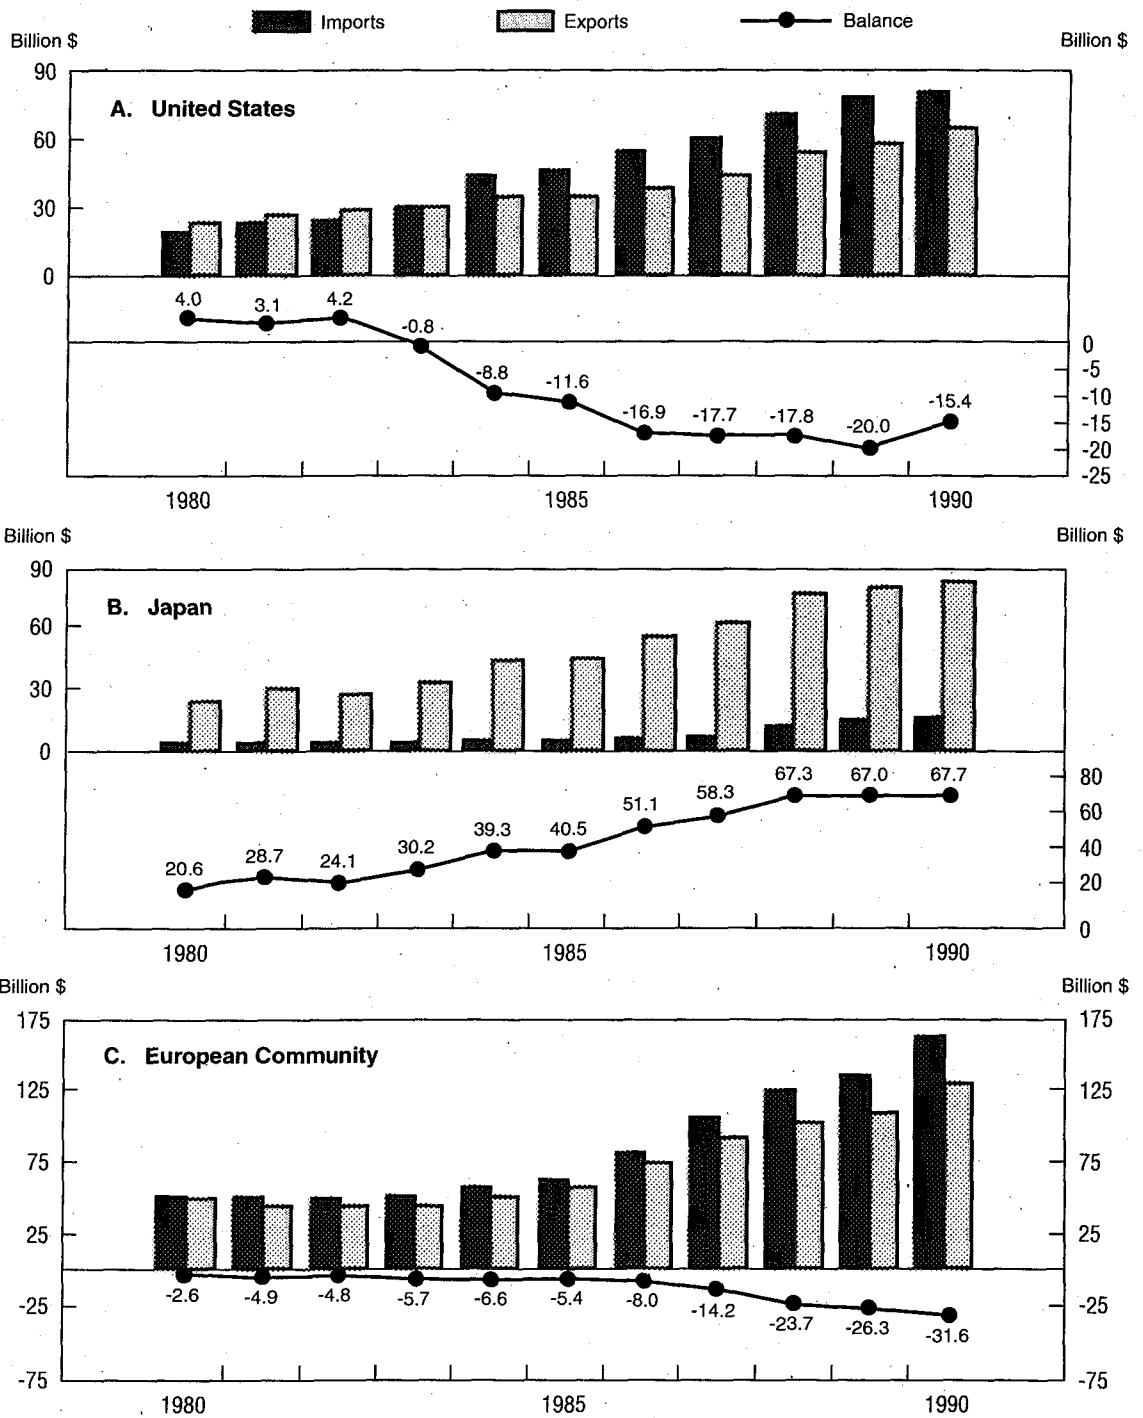 Imports Exports Balance
Billion $ Billion $
90
A. United States
60
30
0
4.0 3.1 4.2 -0.8 -8.8 -11.6 -16.9 -17.7 -17.8 -20.0 -15.4
0
-5
-10
-15
-20
-25
1980 1985 1990
Billion $ Billion $
90
B. Japan
60
30
0
20.6 28.7 24.1 30.2 39.3 40.5 51.1 58.3 67.3 67.0 67.7
80
60
40
20
0
1980 1985 1990
Billion $ Billion $
175 175
C. European Community
125 125
75 75
25 25
-2.6 -4.9 -4.8 -5.7 -6.6 -5.4 -8.0 -14.2 -23.7 -26.3 -31.6
-25 -25
-75 -75
1980 1985 1990